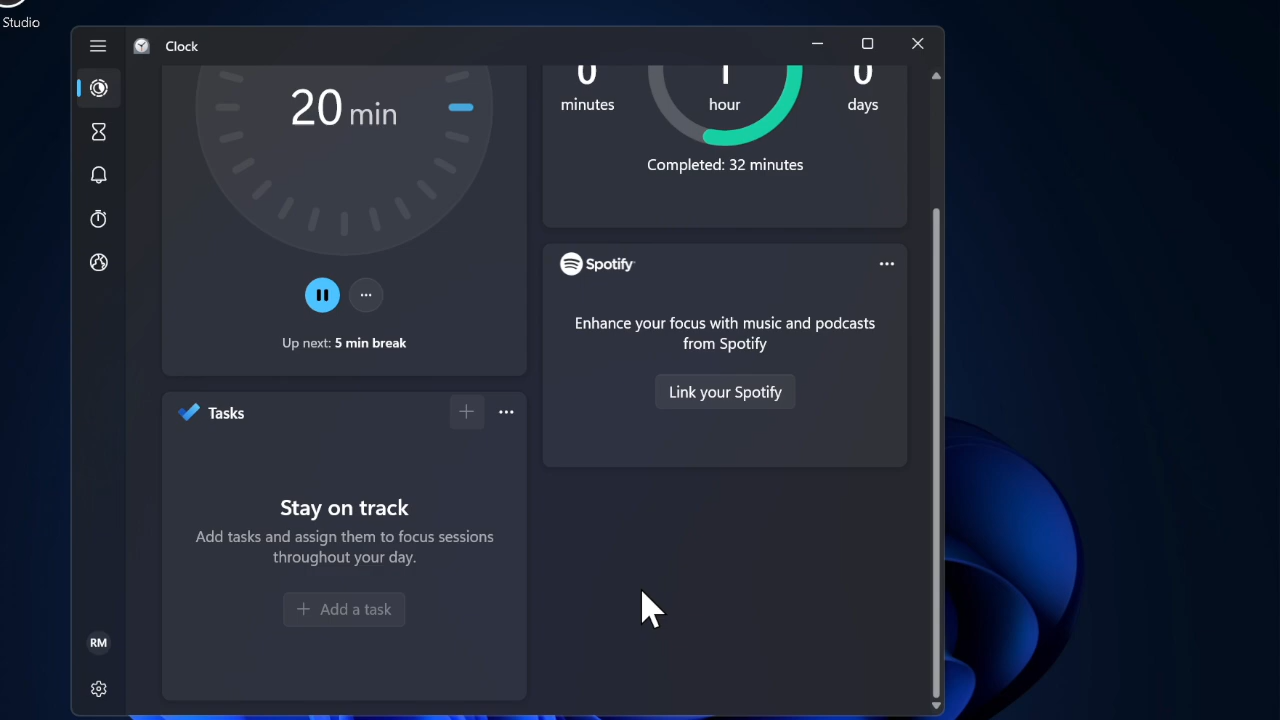 Studio
Clock
20 min
Up next: 5 min break
0
minutes
1
hour
0
days
Completed: 32 minutes
Spotify
Enhance your focus with music and podcasts
from Spotify
Link your Spotify
Tasks
Stay on track
Add tasks and assign them to focus sessions
throughout your day.
Add a task
RM